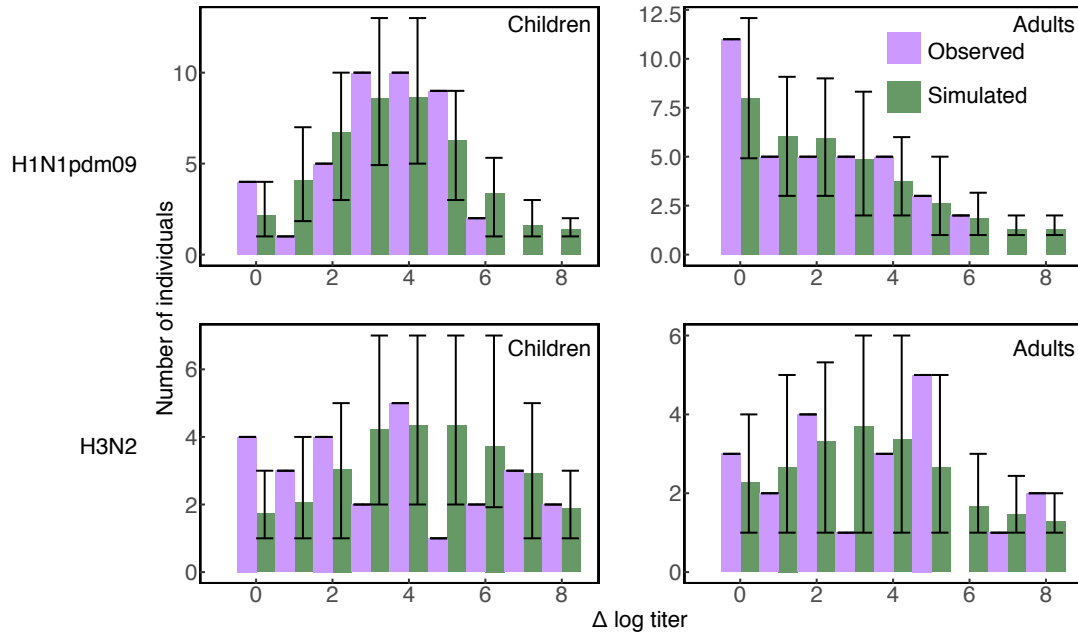 Children
Adults
Observed
Simulated
H1N1pdm09
Number of individuals
10
5
0
0 2 4 6 8
12.5
10.0
7.5
5.0
2.5
0.0
0 2 4 6 8
Children
Adults
H3N2
6
4
2
0
0 2 4 6 8
6
4
2
0
0 2 4 6 8
Δ log titer